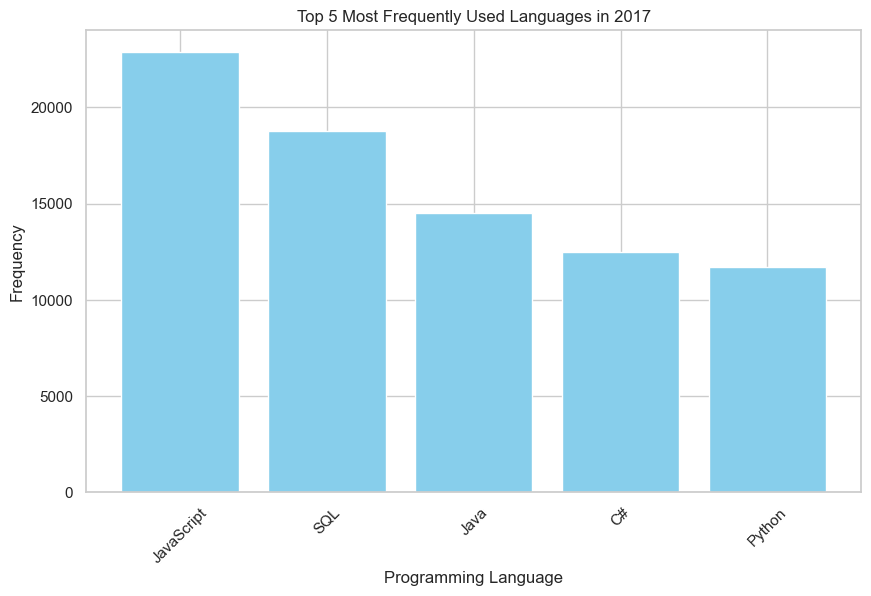 Top 5 Most Frequently Used Languages in 2017
Frequency
20000
15000
10000
5000
0
JavaScript
SQL
Java
C#
Python
Programming Language